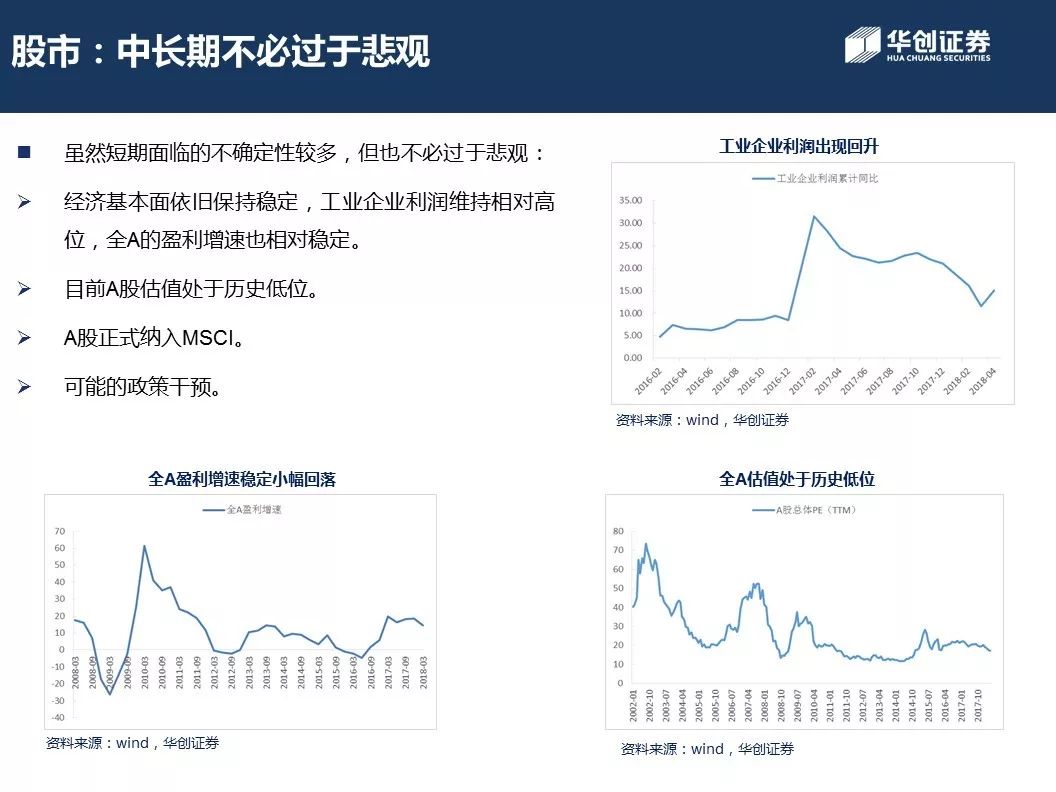 股市：中长期不必过于悲观
华创证券
HUA CHUANG SECURITIES
虽然短期面临的不确定性较多，但也不必过于悲观：
经济基本面依旧保持稳定，工业企业利润维持相对高
位，全A的盈利增速也相对稳定。
目前A股估值处于历史低位。
A股正式纳入MSCI。
可能的政策干预。
工业企业利润出现回升
工业企业利润累计同比
35.00
30.00
25.00
20.00
15.00
10.00
5.00
0.00
2016-02 2016-04 2016-06 2016-08 2016-10 2016-12 2017-02 2017-04 2017-06 2017-08 2017-10 2017-12 2018-02 2018-04
资料来源：wind，华创证券
全A盈利增速稳定小幅回落
全A盈利增速
70
60
50
40
30
20
10
0
-10
-20
-30
-40
2008-03 2008-09 2009-03 2009-09 2010-03 2010-09 2011-03 2011-09 2012-03 2012-09 2013-03 2013-09 2014-03 2014-09 2015-03 2015-09 2016-03 2016-09 2017-03 2017-09 2018-03
资料来源：wind，华创证券
全A估值处于历史低位
A股总体PE（TTM）
80
70
60
50
40
30
20
10
0
2002-01 2002-10 2003-07 2004-04 2005-01 2005-10 2006-07 2007-04 2008-01 2008-10 2009-07 2010-04 2011-01 2011-10 2012-07 2013-04 2014-01 2014-10 2015-07 2016-04 2017-01 2017-10
资料来源：wind，华创证券